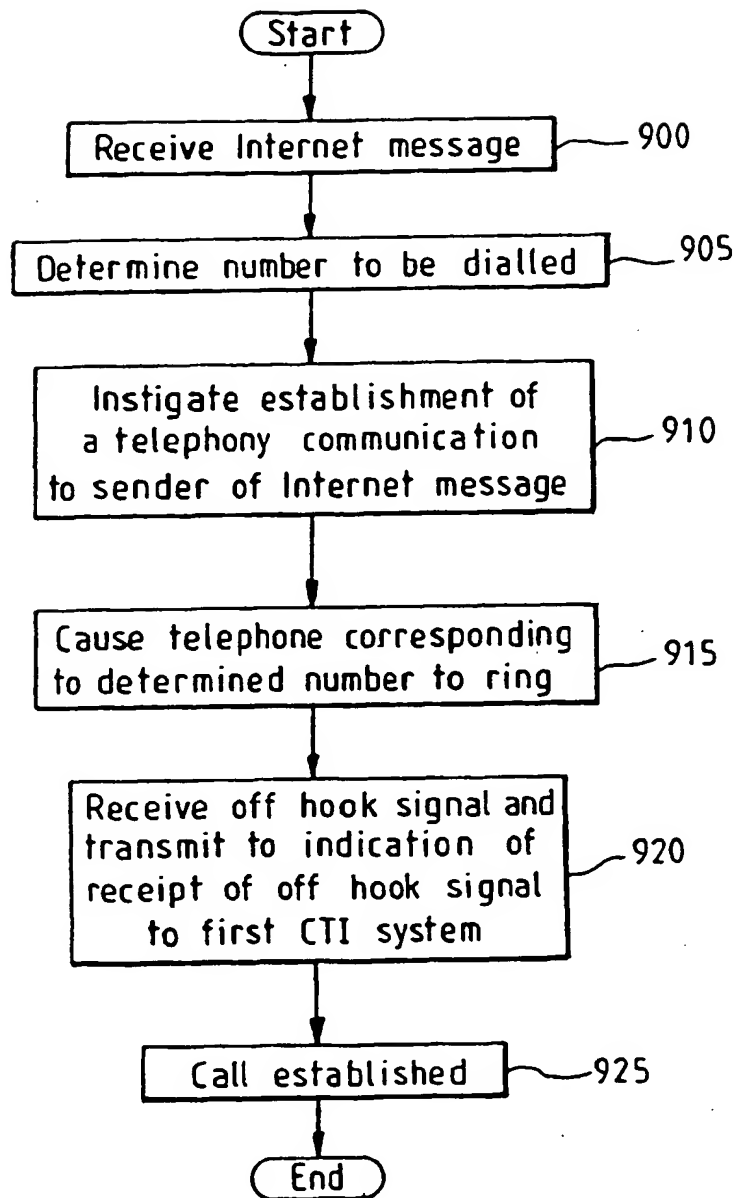 Start
Receive Internet message
900
Determine number to be dialled
905
Instigate establishment of
a telephony communication
to sender of Internet message
910
Cause telephone corresponding
to determined number to ring
915
Receive off hook signal and
transmit to indication of
receipt of off hook signal
to first CTI system
920
Call established
925
End